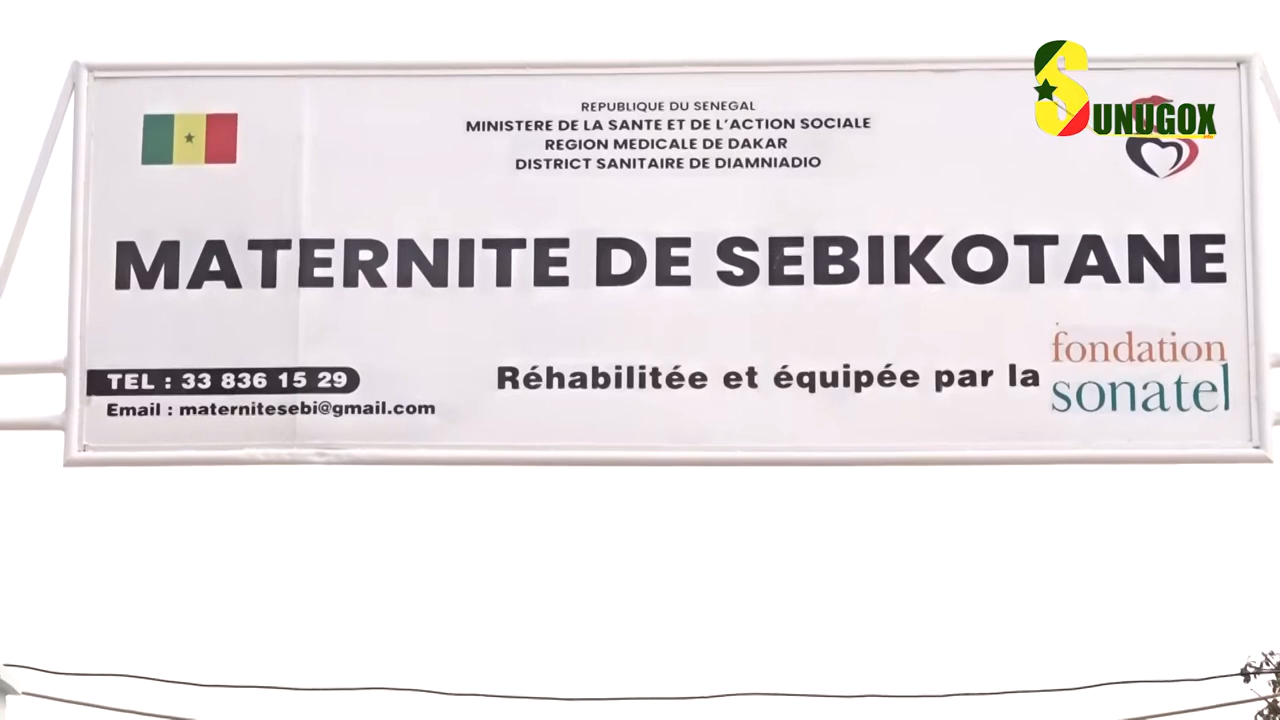 REPUBLIQUE DU SENEGAL
MINISTERE DE LA SANTE ET DE L'ACTION SOCIALE
REGION MEDICALE DE DAKAR
DISTRICT SANITAIRE DE DIAMNIADIO
SUNUGOX
.info
MATERNITE DE SEBIKOTANE
TEL : 33 836 15 29
Email : maternitesebi@gmail.com
Réhabilitée et équipée par la
fondation
sonatel